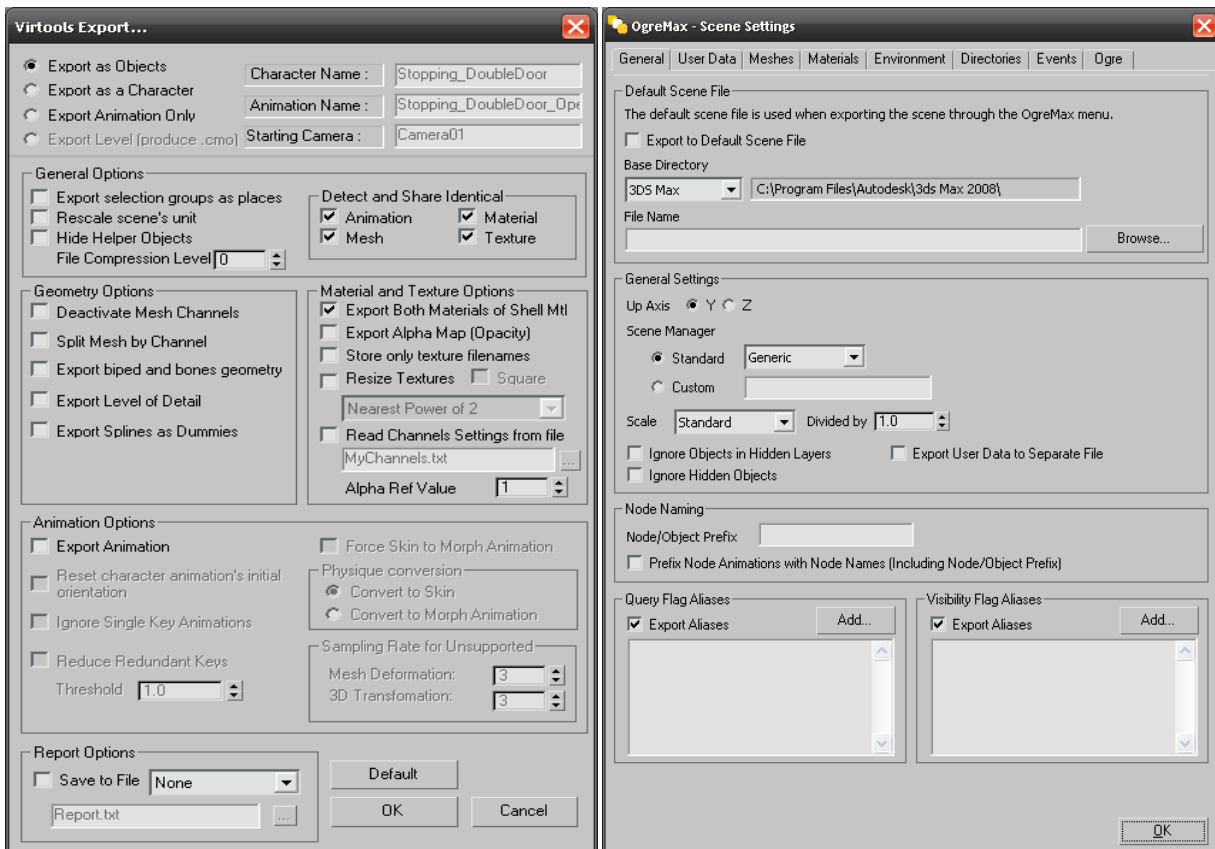 Virtools Export...
Export as Objects
Export as a Character
Export Animation Only
Export Level (produce .cmo)
Character Name :
Stopping_DoubleDoor
Animation Name :
Stopping_DoubleDoor_Ope
Starting Camera :
Camera01
General Options
Export selection groups as places
Rescale scene's unit
Hide Helper Objects
File Compression Level
0
Detect and Share Identical
Animation
Material
Mesh
Texture
Geometry Options
Deactivate Mesh Channels
Split Mesh by Channel
Export biped and bones geometry
Export Level of Detail
Export Splines as Dummies
Material and Texture Options
Export Both Materials of Shell Mtl
Export Alpha Map (Opacity)
Store only texture filenames
Resize Textures
Square
Nearest Power of 2
Read Channels Settings from file
MyChannels.txt
...
Alpha Ref Value
1
Animation Options
Export Animation
Reset character animation's initial
orientation
Ignore Single Key Animations
Reduce Redundant Keys
Threshold
1.0
Force Skin to Morph Animation
Physique conversion
Convert to Skin
Convert to Morph Animation
Sampling Rate for Unsupported
Mesh Deformation:
3
3D Transfomation:
3
Report Options
Save to File
None
Report.txt
...
Default
OK
Cancel
OgreMax - Scene Settings
General
User Data
Meshes
Materials
Environment
Directories
Events
Ogre
Default Scene File
The default scene file is used when exporting the scene through the OgreMax menu.
Export to Default Scene File
Base Directory
3DS Max
C:\Program Files\Autodesk\3ds Max 2008\
File Name
Browse...
General Settings
Up Axis
Y
Z
Scene Manager
Standard
Generic
Custom
Scale
Standard
Divided by
1.0
Ignore Objects in Hidden Layers
Export User Data to Separate File
Ignore Hidden Objects
Node Naming
Node/Object Prefix
Prefix Node Animations with Node Names (Including Node/Object Prefix)
Query Flag Aliases
Export Aliases
Add...
Visibility Flag Aliases
Export Aliases
Add...
OK